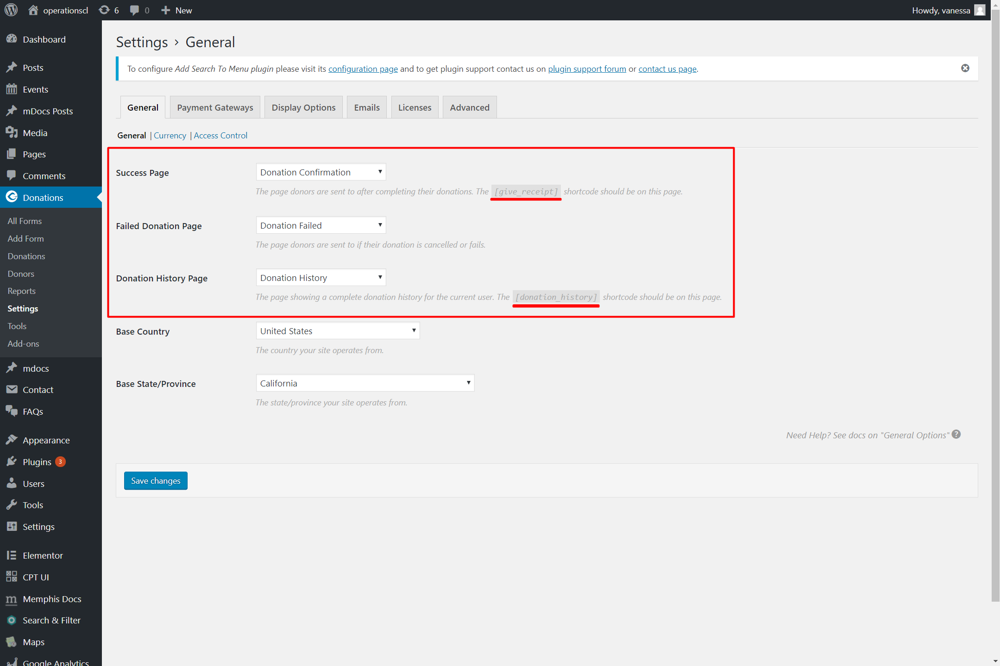 operationscl 6 0 New Howdy, vanessa
Dashboard
Posts
Events
mDocs Posts
Media
Pages
Comments
Donations
All Forms
Add Form
Donations
Donors
Reports
Settings
Tools
Add-ons
mdocs
Contact
FAQs
Appearance
Plugins 3
Users
Tools
Settings
Elementor
CPT UI
Memphis Docs
Search & Filter
Maps
Google Analytics
Settings › General
To configure Add Search To Menu plugin please visit its configuration page and to get plugin support contact us on plugin support forum or contact us page.
General Payment Gateways Display Options Emails Licenses Advanced
General | Currency | Access Control
Success Page Donation Confirmation
The page donors are sent to after completing their donations. The [give_receipt] shortcode should be on this page.
Failed Donation Page Donation Failed
The page donors are sent to if their donation is cancelled or fails.
Donation History Page Donation History
The page showing a complete donation history for the current user. The [donation_history] shortcode should be on this page.
Base Country United States
The country your site operates from.
Base State/Province California
The state/province your site operates from.
Need Help? See docs on "General Options" ?
Save changes